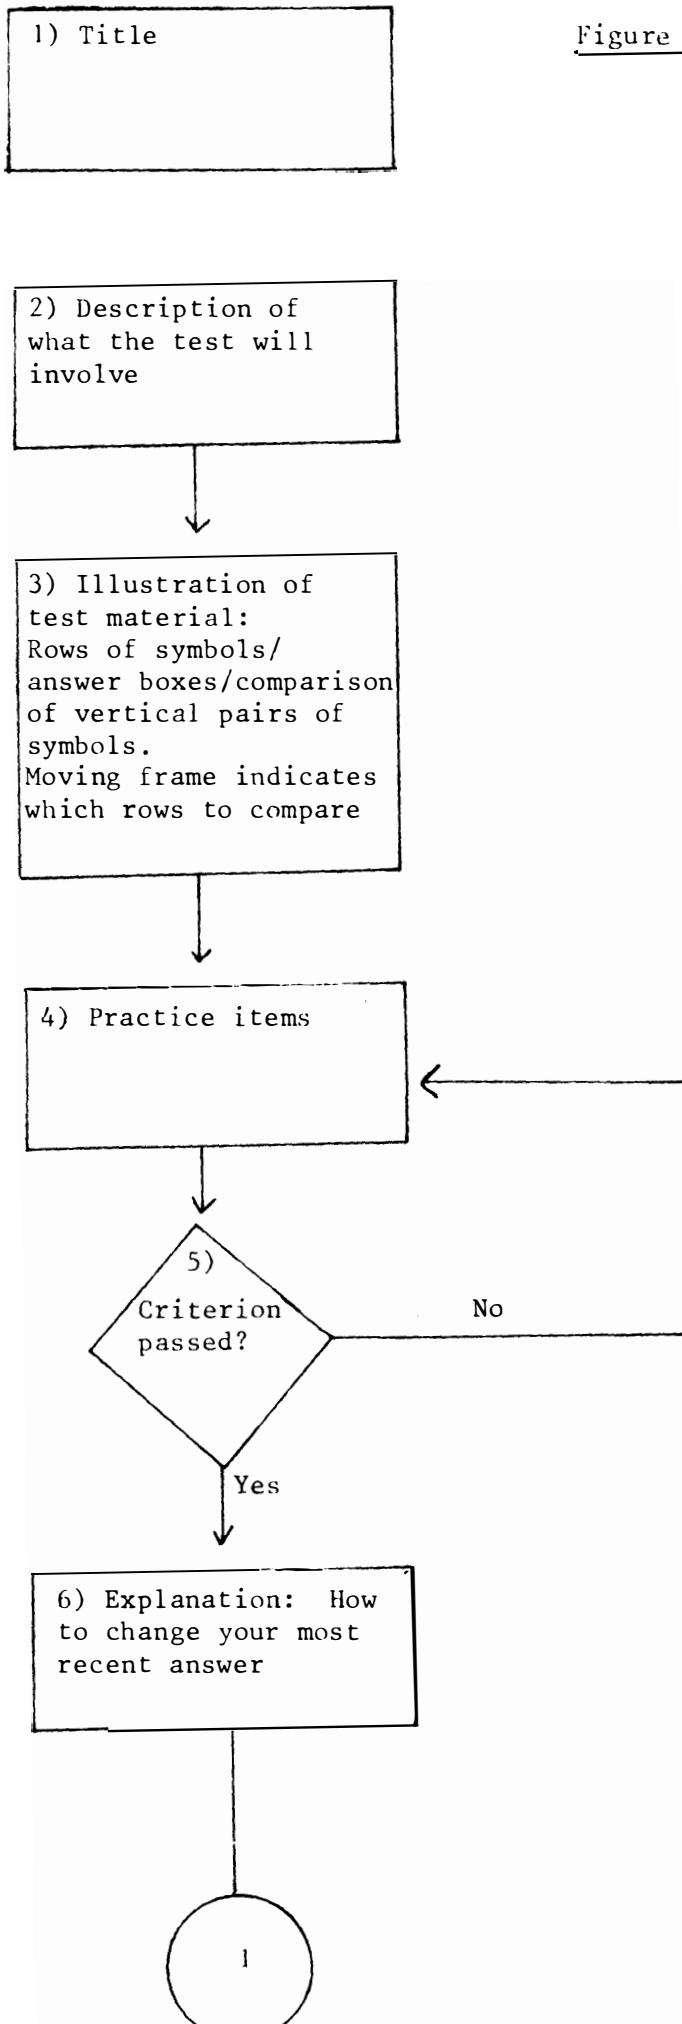 1) Title
Figure
2) Description of
what the test will
involve
3) Illustration of
test material:
Rows of symbols/
answer boxes/comparison
of vertical pairs of
symbols.
Moving frame indicates
which rows to compare
4) Practice items
5)
Criterion
passed?
No
Yes
6) Explanation: How
to change your most
recent answer
1